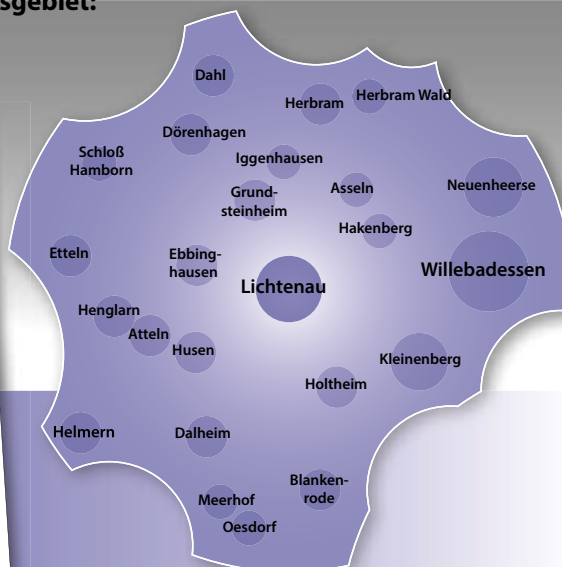 sgebiet:
Dahl
Herbram
Herbram Wald
Dörenhagen
Schloß
Hamborn
Iggenhausen
Grund-
steinheim
Asseln
Neuenheerse
Hakenberg
Etteln
Ebbing-
hausen
Willebadessen
Lichtenau
Henglarn
Atteln
Husen
Kleinenberg
Holtheim
Helmern
Dalheim
Blanken-
rode
Meerhof
Oesdorf